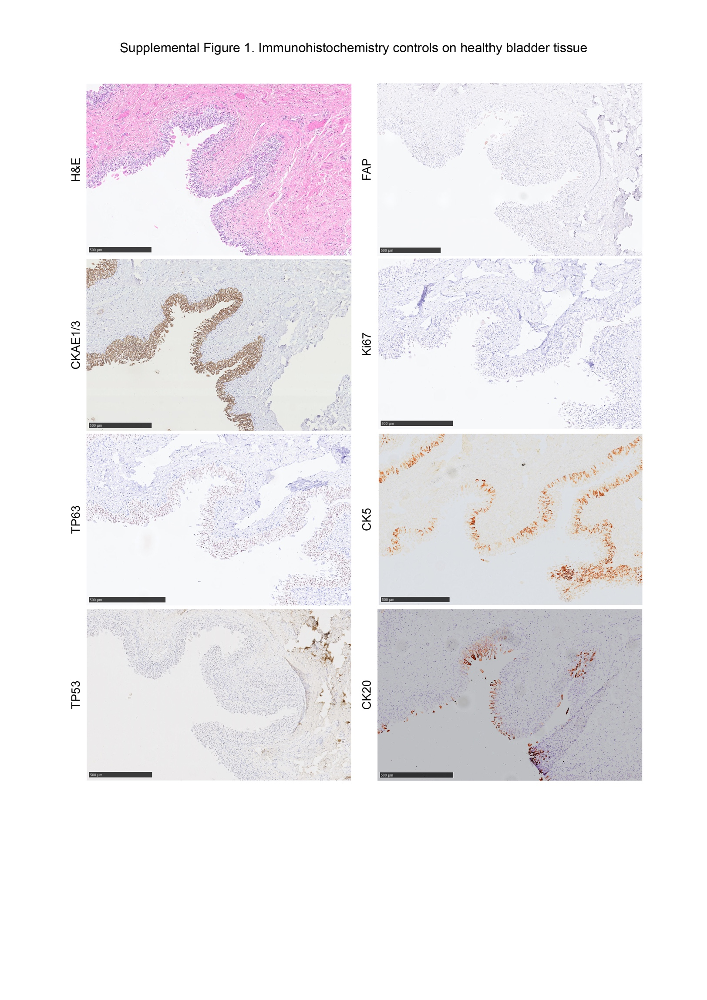 Supplemental Figure 1. Immunohistochemistry controls on healthy bladder tissue
H&E
500 µm
FAP
500 µm
CKAE1/3
500 µm
Ki67
500 µm
TP63
500 µm
CK5
500 µm
TP53
500 µm
CK20
500 µm